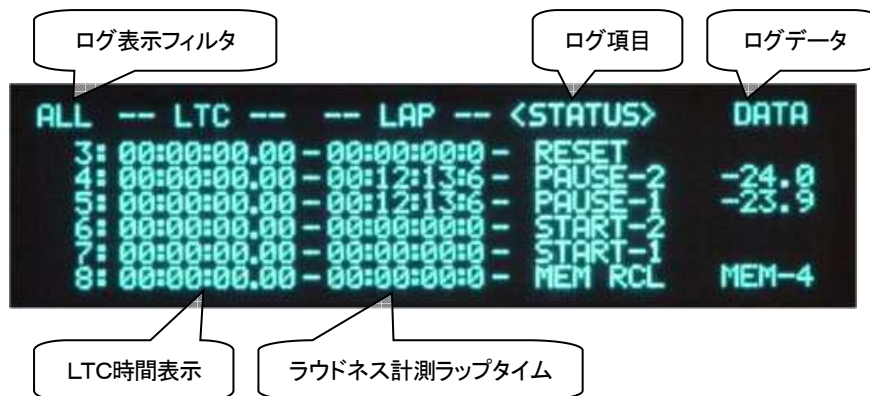 ログ表示フィルタ
ログ項目
ログデータ
ALL -- LTC -- -- LAP -- <STATUS> DATA
3: 00:00:00.00 - 00:00:00:0 - RESET
4: 00:00:00.00 - 00:12:13:6 - PAUSE-2 -24.0
5: 00:00:00.00 - 00:12:13:6 - PAUSE-1 -23.9
6: 00:00:00.00 - 00:00:00:0 - START-2
7: 00:00:00.00 - 00:00:00:0 - START-1
8: 00:00:00.00 - 00:00:00:0 - MEM RCL MEM-4
LTC時間表示
ラウドネス計測ラップタイム